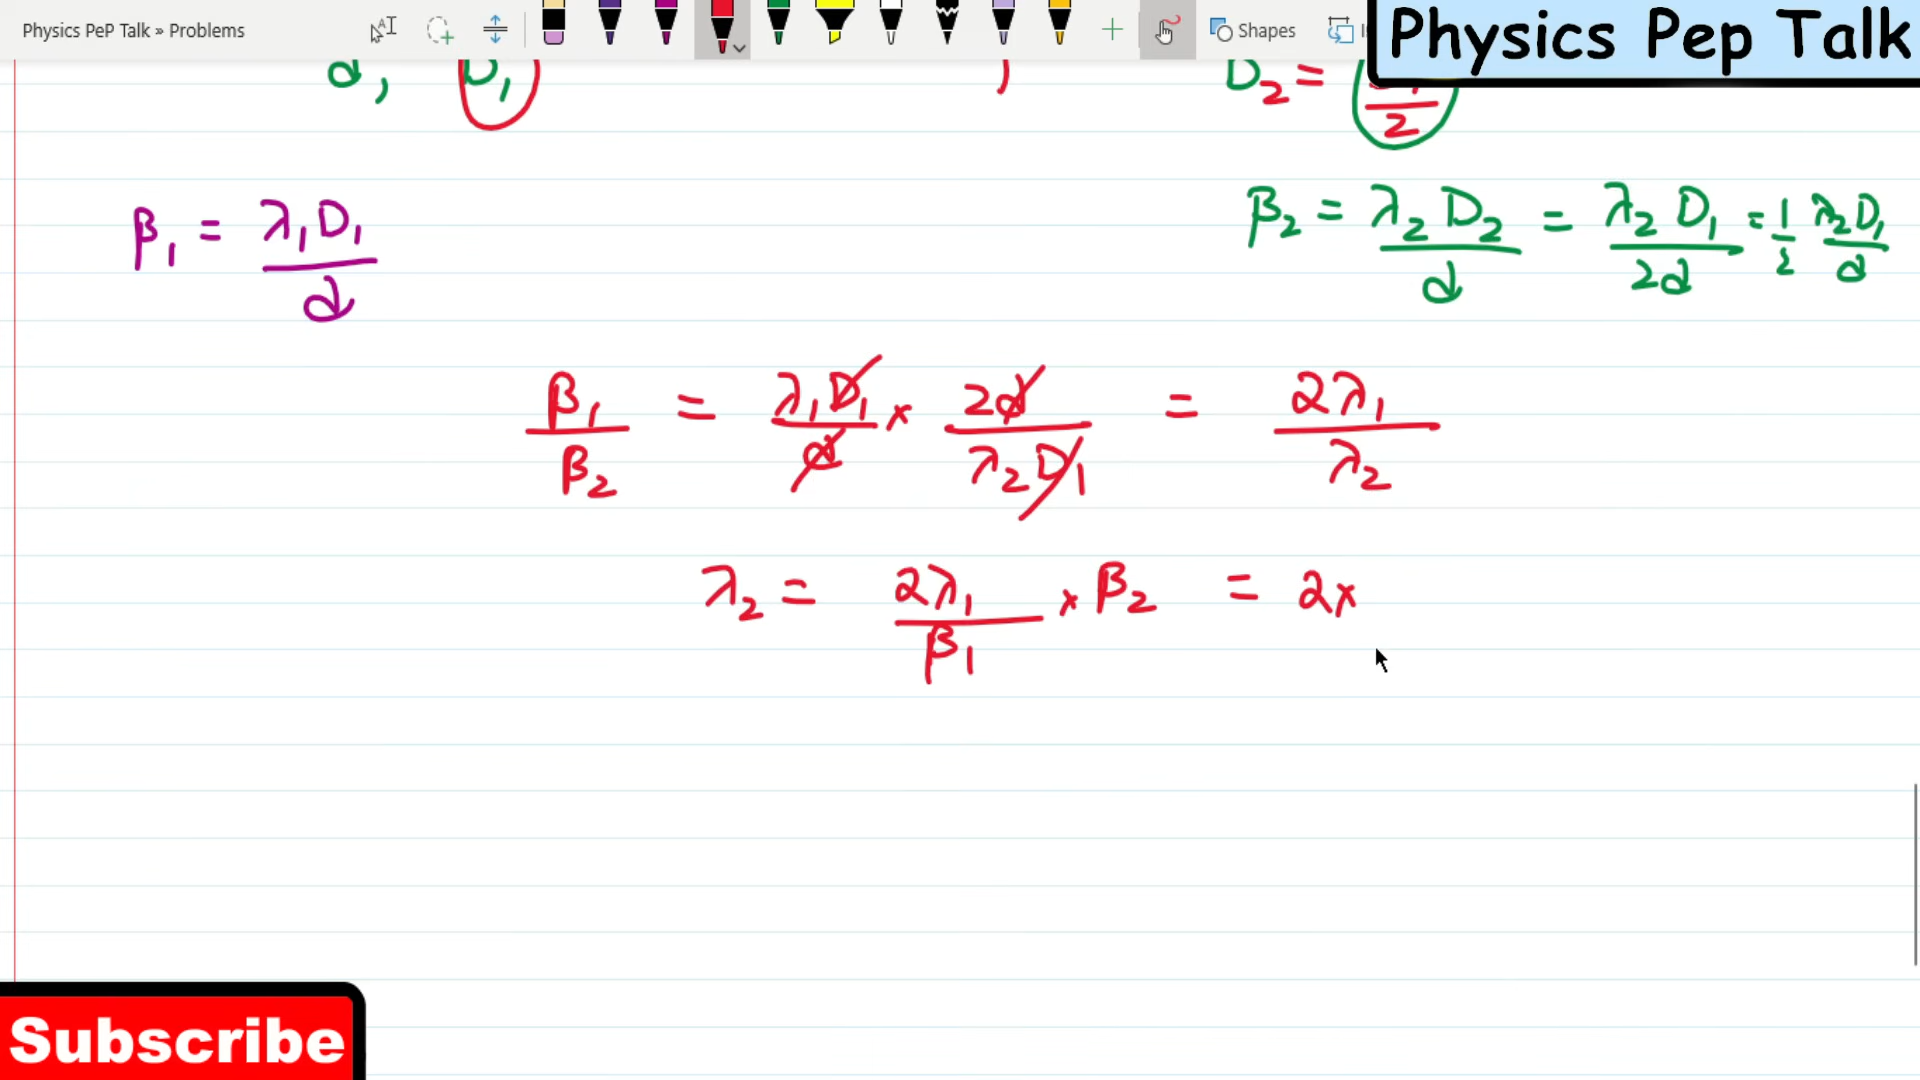 Physics PeP Talk » Problems
Shapes
Physics Pep Talk
d, D₁
D₂ = /2
β₁ = λ₁D₁/d
β₂ = λ₂D₂/d = λ₂D₁/2d = 1/2 λ₂D₁/d
β₁/β₂ = λ₁D₁/d × 2d/λ₂D₁ = 2λ₁/λ₂
λ₂ = 2λ₁/β₁ × β₂ = 2×
Subscribe